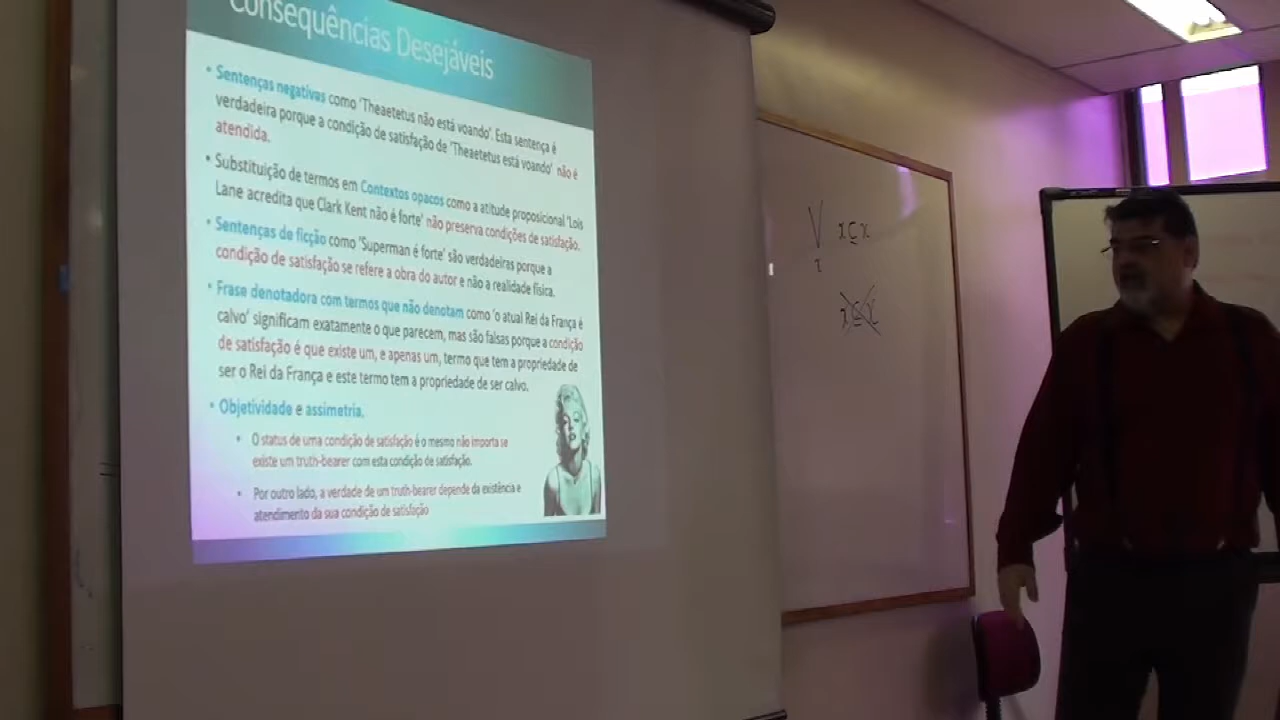 Consequências Desejáveis
• Sentenças negativas como 'Theaetetus não está voando'. Esta sentença é
verdadeira porque a condição de satisfação de 'Theaetetus está voando' não é
atendida.
• Substituição de termos em Contextos opacos como a atitude proposicional 'Lois
Lane acredita que Clark Kent não é forte' não preserva condições de satisfação.
• Sentenças de ficção como 'Superman é forte' são verdadeiras porque a
condição de satisfação se refere a obra do autor e não a realidade física.
• Frase denotadora com termos que não denotam como 'o atual Rei da França é
calvo' significam exatamente o que parecem, mas são falsas porque a condição
de satisfação é que existe um, e apenas um, termo que tem a propriedade de
ser o Rei da França e este termo tem a propriedade de ser calvo.
• Objetividade e assimetria.
• O status de uma condição de satisfação é o mesmo não importa se
existe um truth-bearer com esta condição de satisfação.
• Por outro lado, a verdade de um truth-bearer depende da existência e
atendimento da sua condição de satisfação